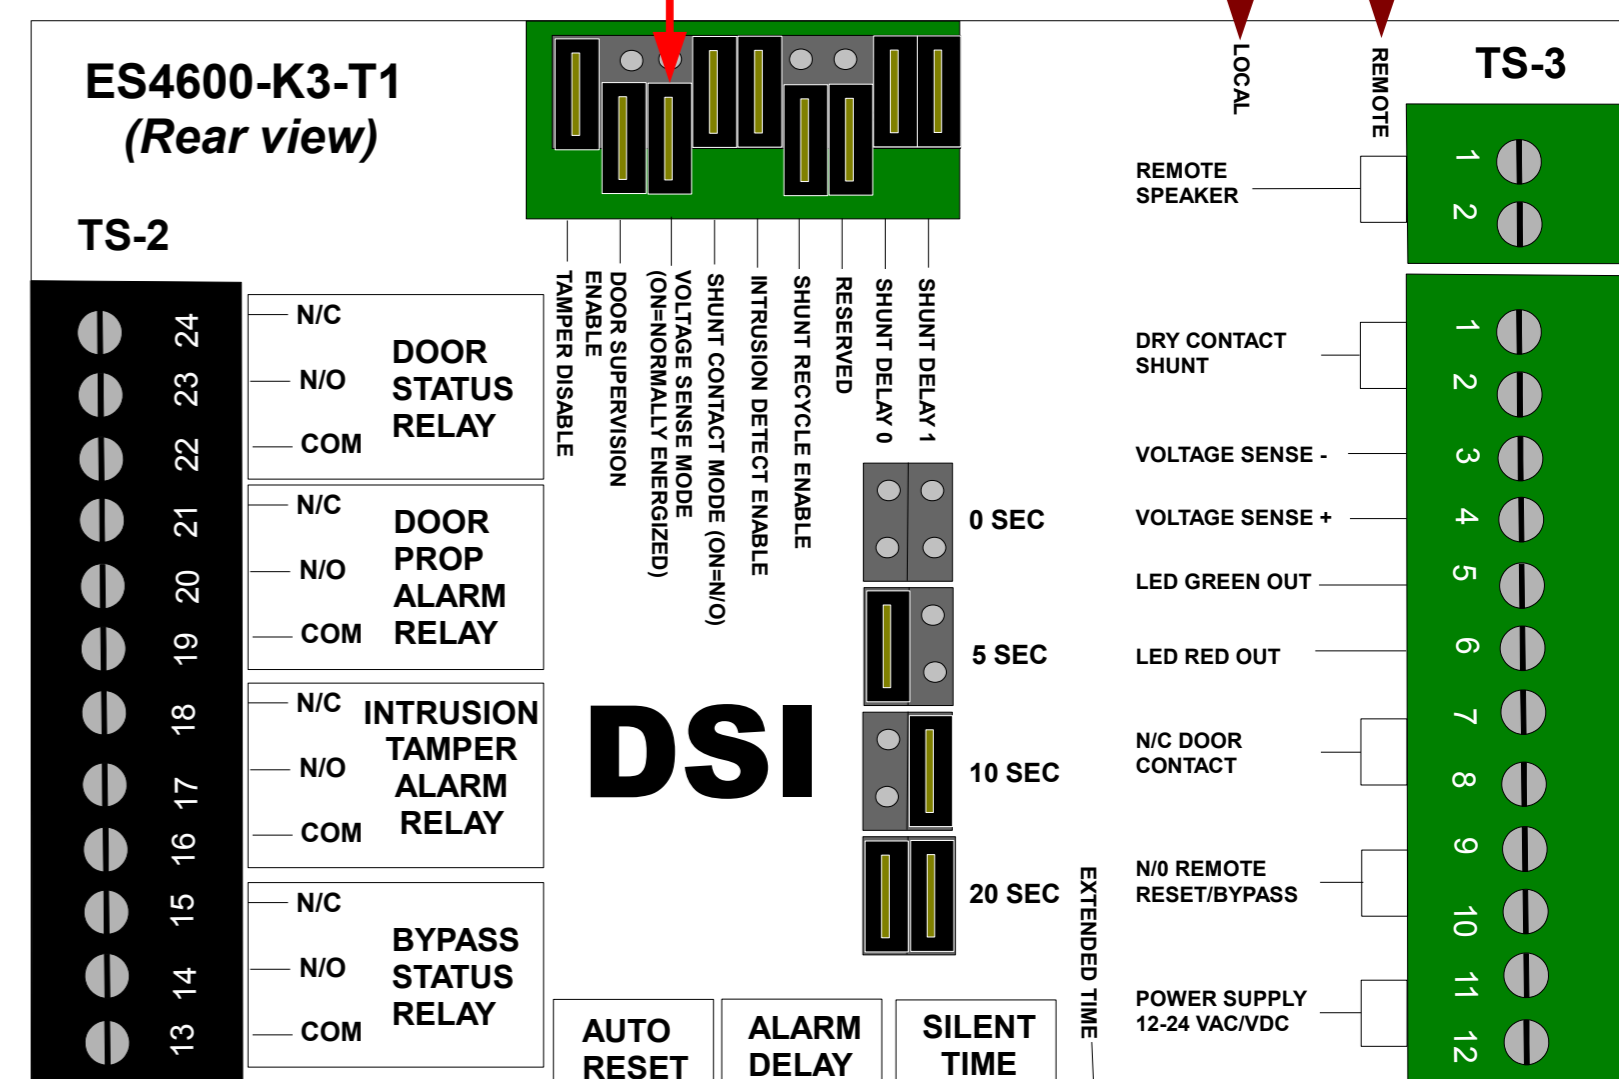 ES4600-K3-T1
(Rear view)
TS-2
24
23
22
21
20
19
18
17
16
15
14
13
N/C
N/O
COM
DOOR
STATUS
RELAY
N/C
N/O
COM
DOOR
PROP
ALARM
RELAY
N/C
N/O
COM
INTRUSION
TAMPER
ALARM
RELAY
N/C
N/O
COM
BYPASS
STATUS
RELAY
TAMPER DISABLE
DOOR SUPERVISION
ENABLE
VOLTAGE SENSE MODE
(ON=NORMALLY ENERGIZED)
SHUNT CONTACT MODE (ON=N/O)
INTRUSION DETECT ENABLE
SHUNT RECYCLE ENABLE
RESERVED
SHUNT DELAY 0
SHUNT DELAY 1
0 SEC
5 SEC
10 SEC
20 SEC
DSI
AUTO
RESET
ALARM
DELAY
SILENT
TIME
EXTENDED TIME
LOCAL
REMOTE
TS-3
REMOTE
SPEAKER
1
2
DRY CONTACT
SHUNT
VOLTAGE SENSE -
VOLTAGE SENSE +
LED GREEN OUT
LED RED OUT
N/C DOOR
CONTACT
N/0 REMOTE
RESET/BYPASS
POWER SUPPLY
12-24 VAC/VDC
1
2
3
4
5
6
7
8
9
10
11
12